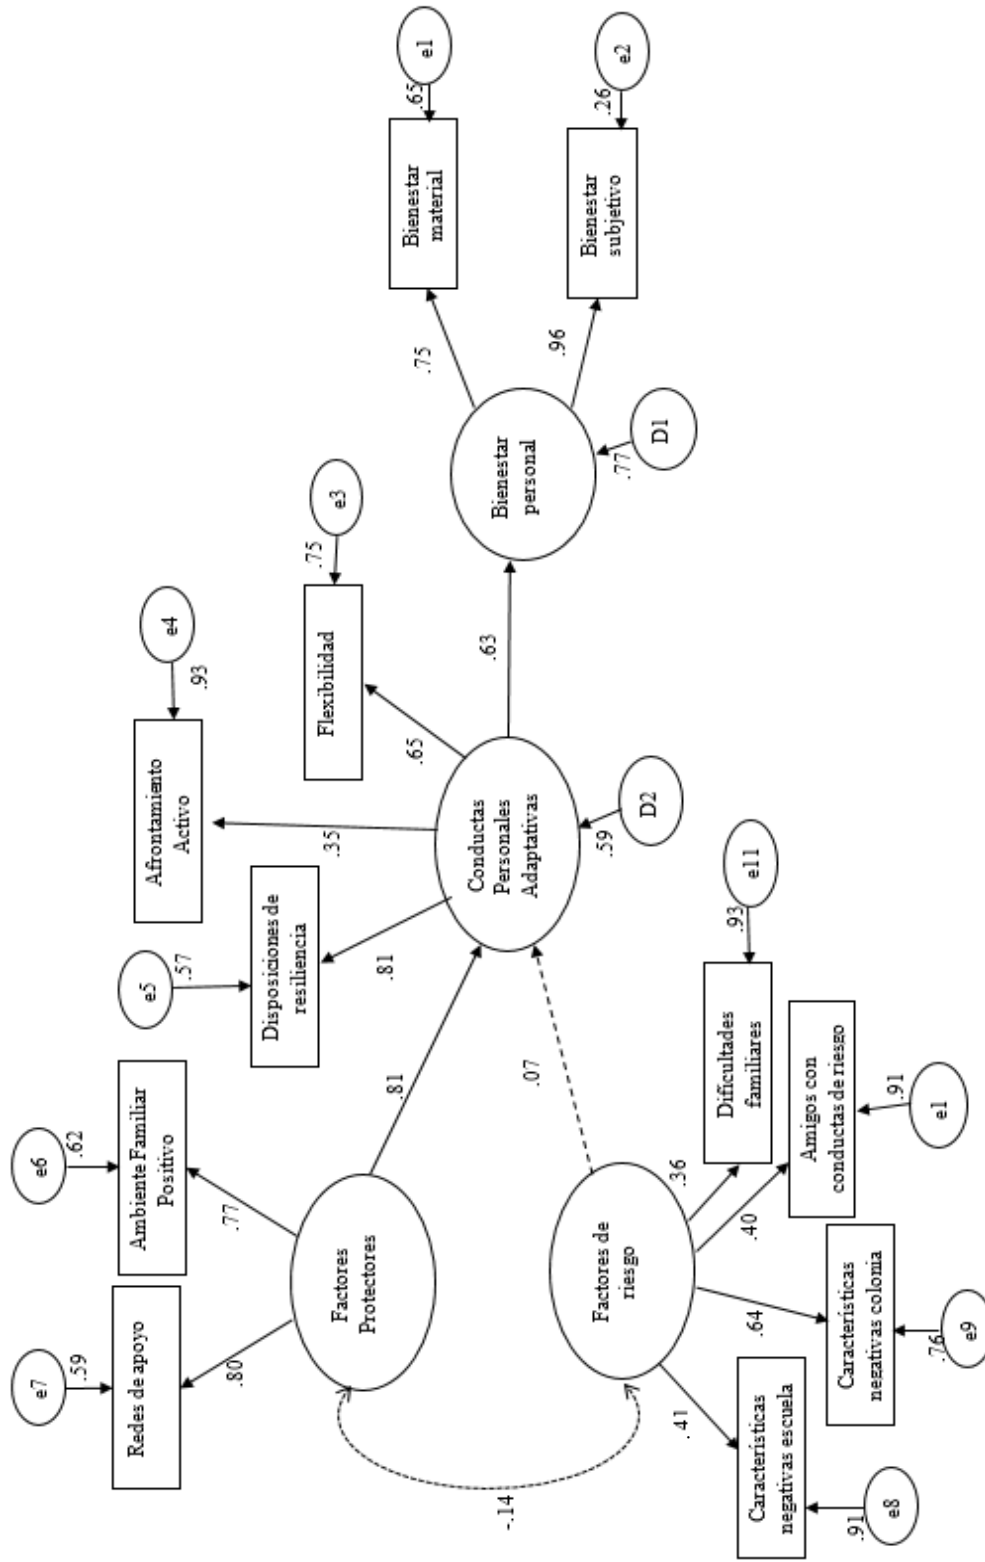 e7
.59
Redes de apoyo
.80
e6
.62
Ambiente Familiar
Positivo
.77
Factores
Protectores
-.14
.81
e5
.57
Disposiciones de
resiliencia
.81
e4
.93
Afrontamiento
Activo
.35
e3
.75
Flexibilidad
.65
Conductas
Personales
Adaptativas
.59
D2
.63
Bienestar
personal
.77
D1
.75
Bienestar
material
.65
e1
.96
Bienestar
subjetivo
.26
e2
Factores de
riesgo
.07
.41
Características
negativas escuela
.91
e8
.64
Características
negativas colonia
.76
e9
.40
Amigos con
conductas de riesgo
.91
e1
.36
Dificultades
familiares
.93
e11